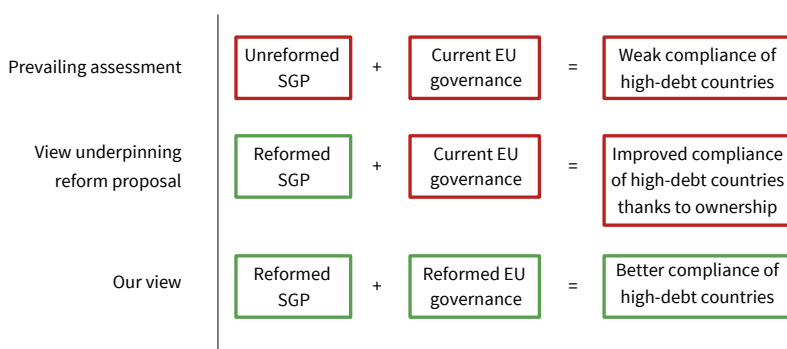 Prevailing assessment
Unreformed
SGP
+
Current EU
governance
=
Weak compliance of
high-debt countries
View underpinning
reform proposal
Reformed
SGP
+
Current EU
governance
=
Improved compliance
of high-debt countries
thanks to ownership
Our view
Reformed
SGP
+
Reformed EU
governance
=
Better compliance of
high-debt countries